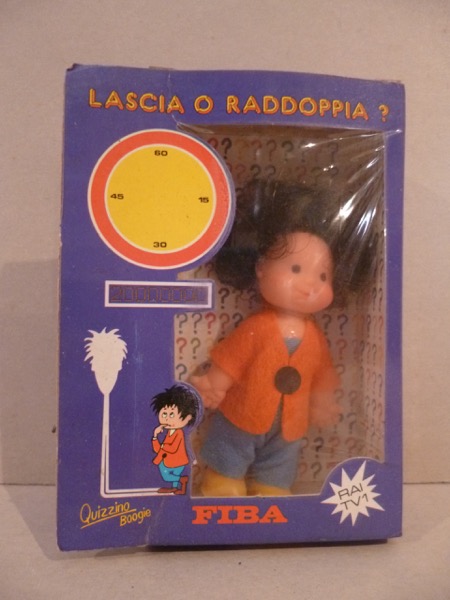 LASCIA O RADDOPPIA ?
60
45
15
30
Quizzino
Boogie
FIBA
RAI
TV1